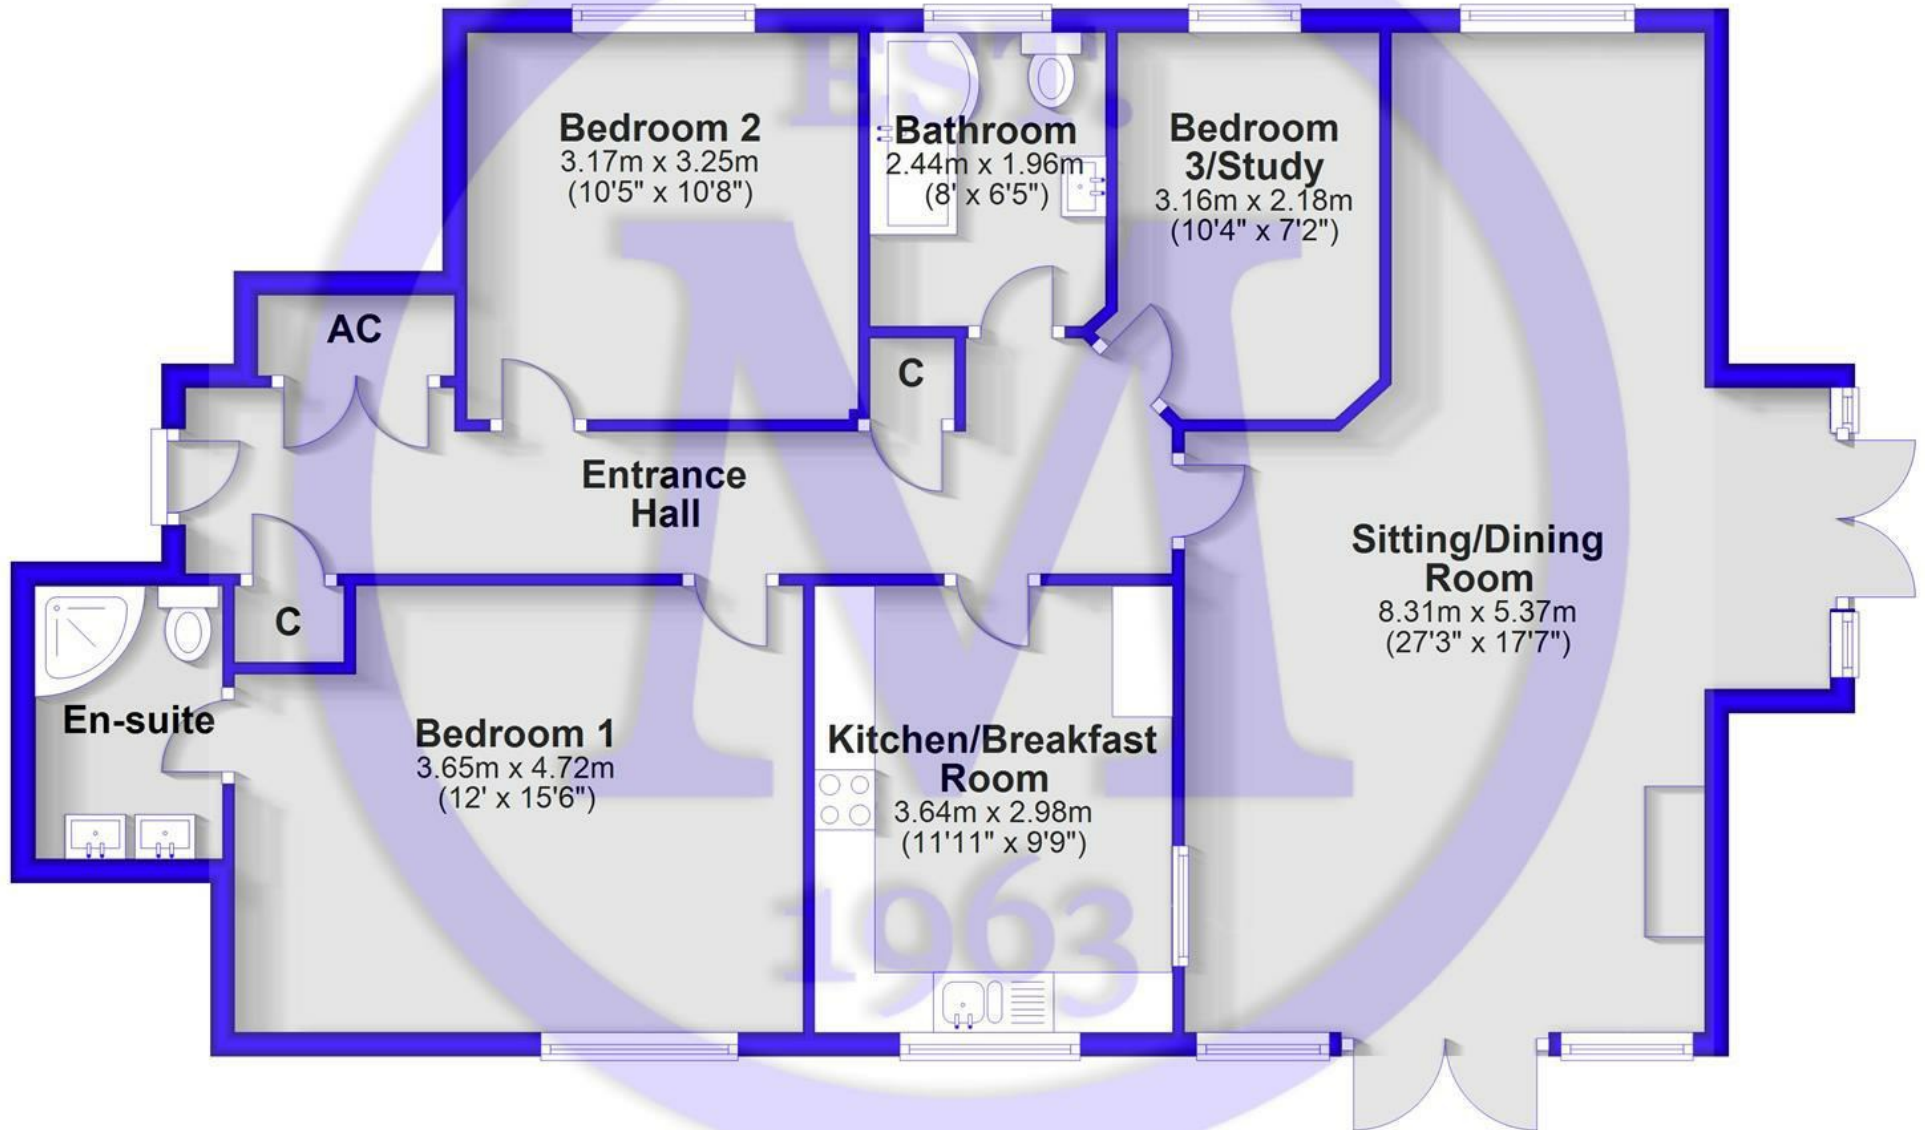 EST.
Bedroom 2
3.17m x 3.25m
(10'5" x 10'8")
Bathroom
2.44m x 1.96m
(8' x 6'5")
Bedroom
3/Study
3.16m x 2.18m
(10'4" x 7'2")
AC
C
Entrance
Hall
M
Sitting/Dining
Room
8.31m x 5.37m
(27'3" x 17'7")
C
En-suite
Bedroom 1
3.65m x 4.72m
(12' x 15'6")
Kitchen/Breakfast
Room
3.64m x 2.98m
(11'11" x 9'9")
1963